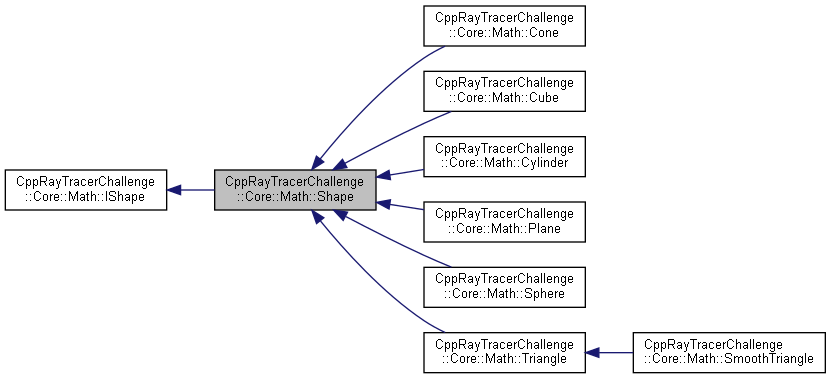 CppRayTracerChallenge
::Core::Math::IShape
CppRayTracerChallenge
::Core::Math::Shape
CppRayTracerChallenge
::Core::Math::Cone
CppRayTracerChallenge
::Core::Math::Cube
CppRayTracerChallenge
::Core::Math::Cylinder
CppRayTracerChallenge
::Core::Math::Plane
CppRayTracerChallenge
::Core::Math::Sphere
CppRayTracerChallenge
::Core::Math::Triangle
CppRayTracerChallenge
::Core::Math::SmoothTriangle